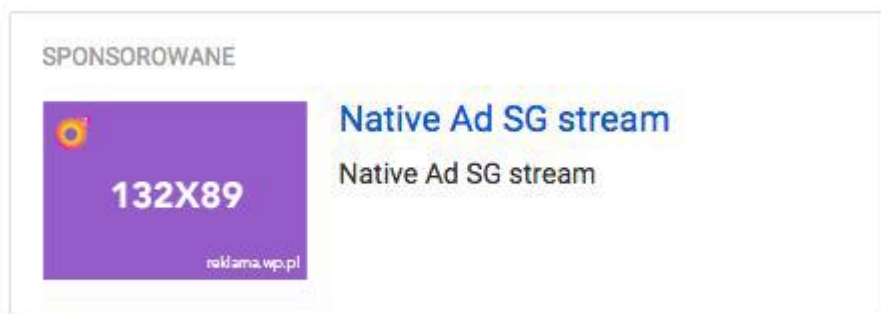 SPONSOROWANE
Native Ad SG stream
Native Ad SG stream
132X89
reklama.wp.pl